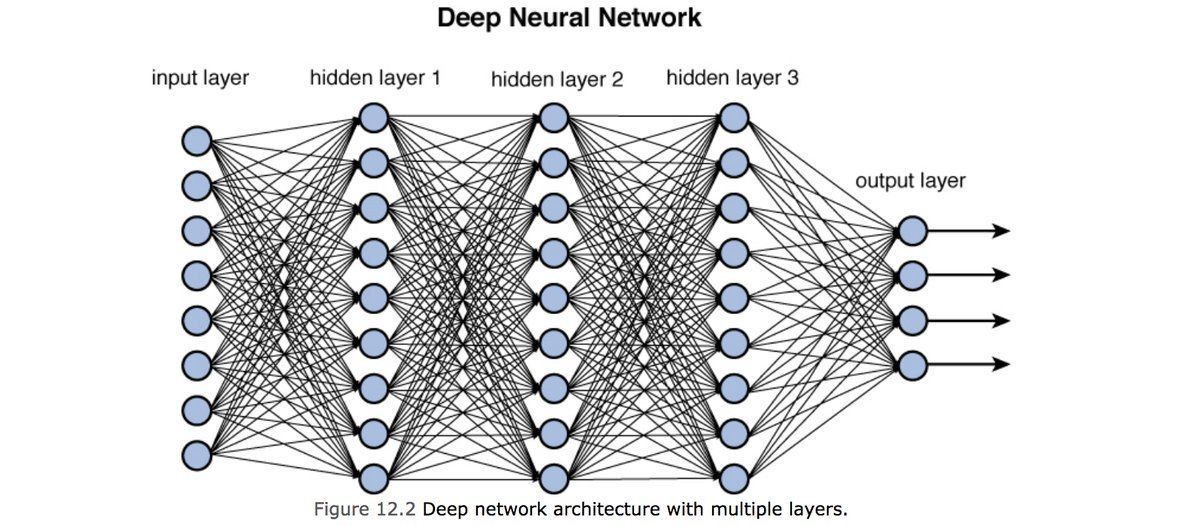 Deep Neural Network
input layer
hidden layer 1
hidden layer 2
hidden layer 3
output layer
Figure 12.2 Deep network architecture with multiple layers.